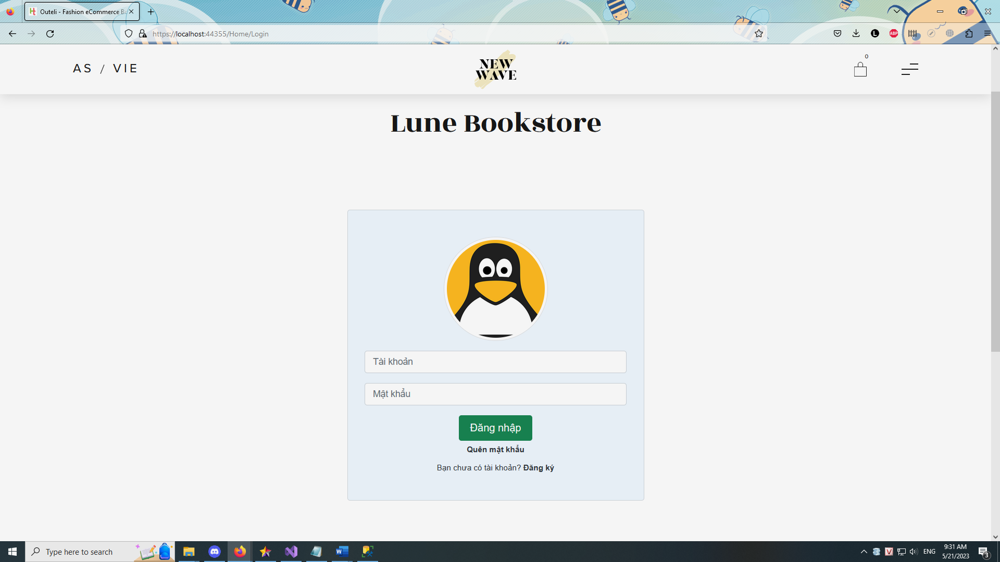 Outeli - Fashion eCommerce Bo
https://localhost:44355/Home/Login
L
ABP
AS / VIE
NEW
WAVE
0
Lune Bookstore
Tài khoản
Mật khẩu
Đăng nhập
Quên mật khẩu
Bạn chưa có tài khoản? Đăng ký
Type here to search
ENG
9:31 AM
5/21/2023
3